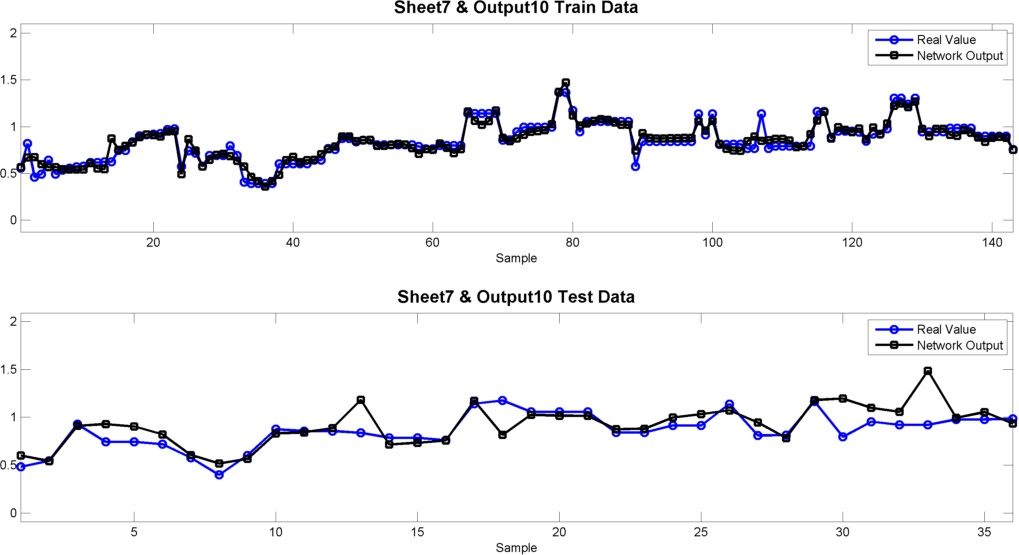 Sheet7 & Output10 Train Data
2
1.5
1
0.5
0
Real Value
Network Output
20 40 60 80 100 120 140
Sample
Sheet7 & Output10 Test Data
2
1.5
1
0.5
0
Real Value
Network Output
5 10 15 20 25 30 35
Sample